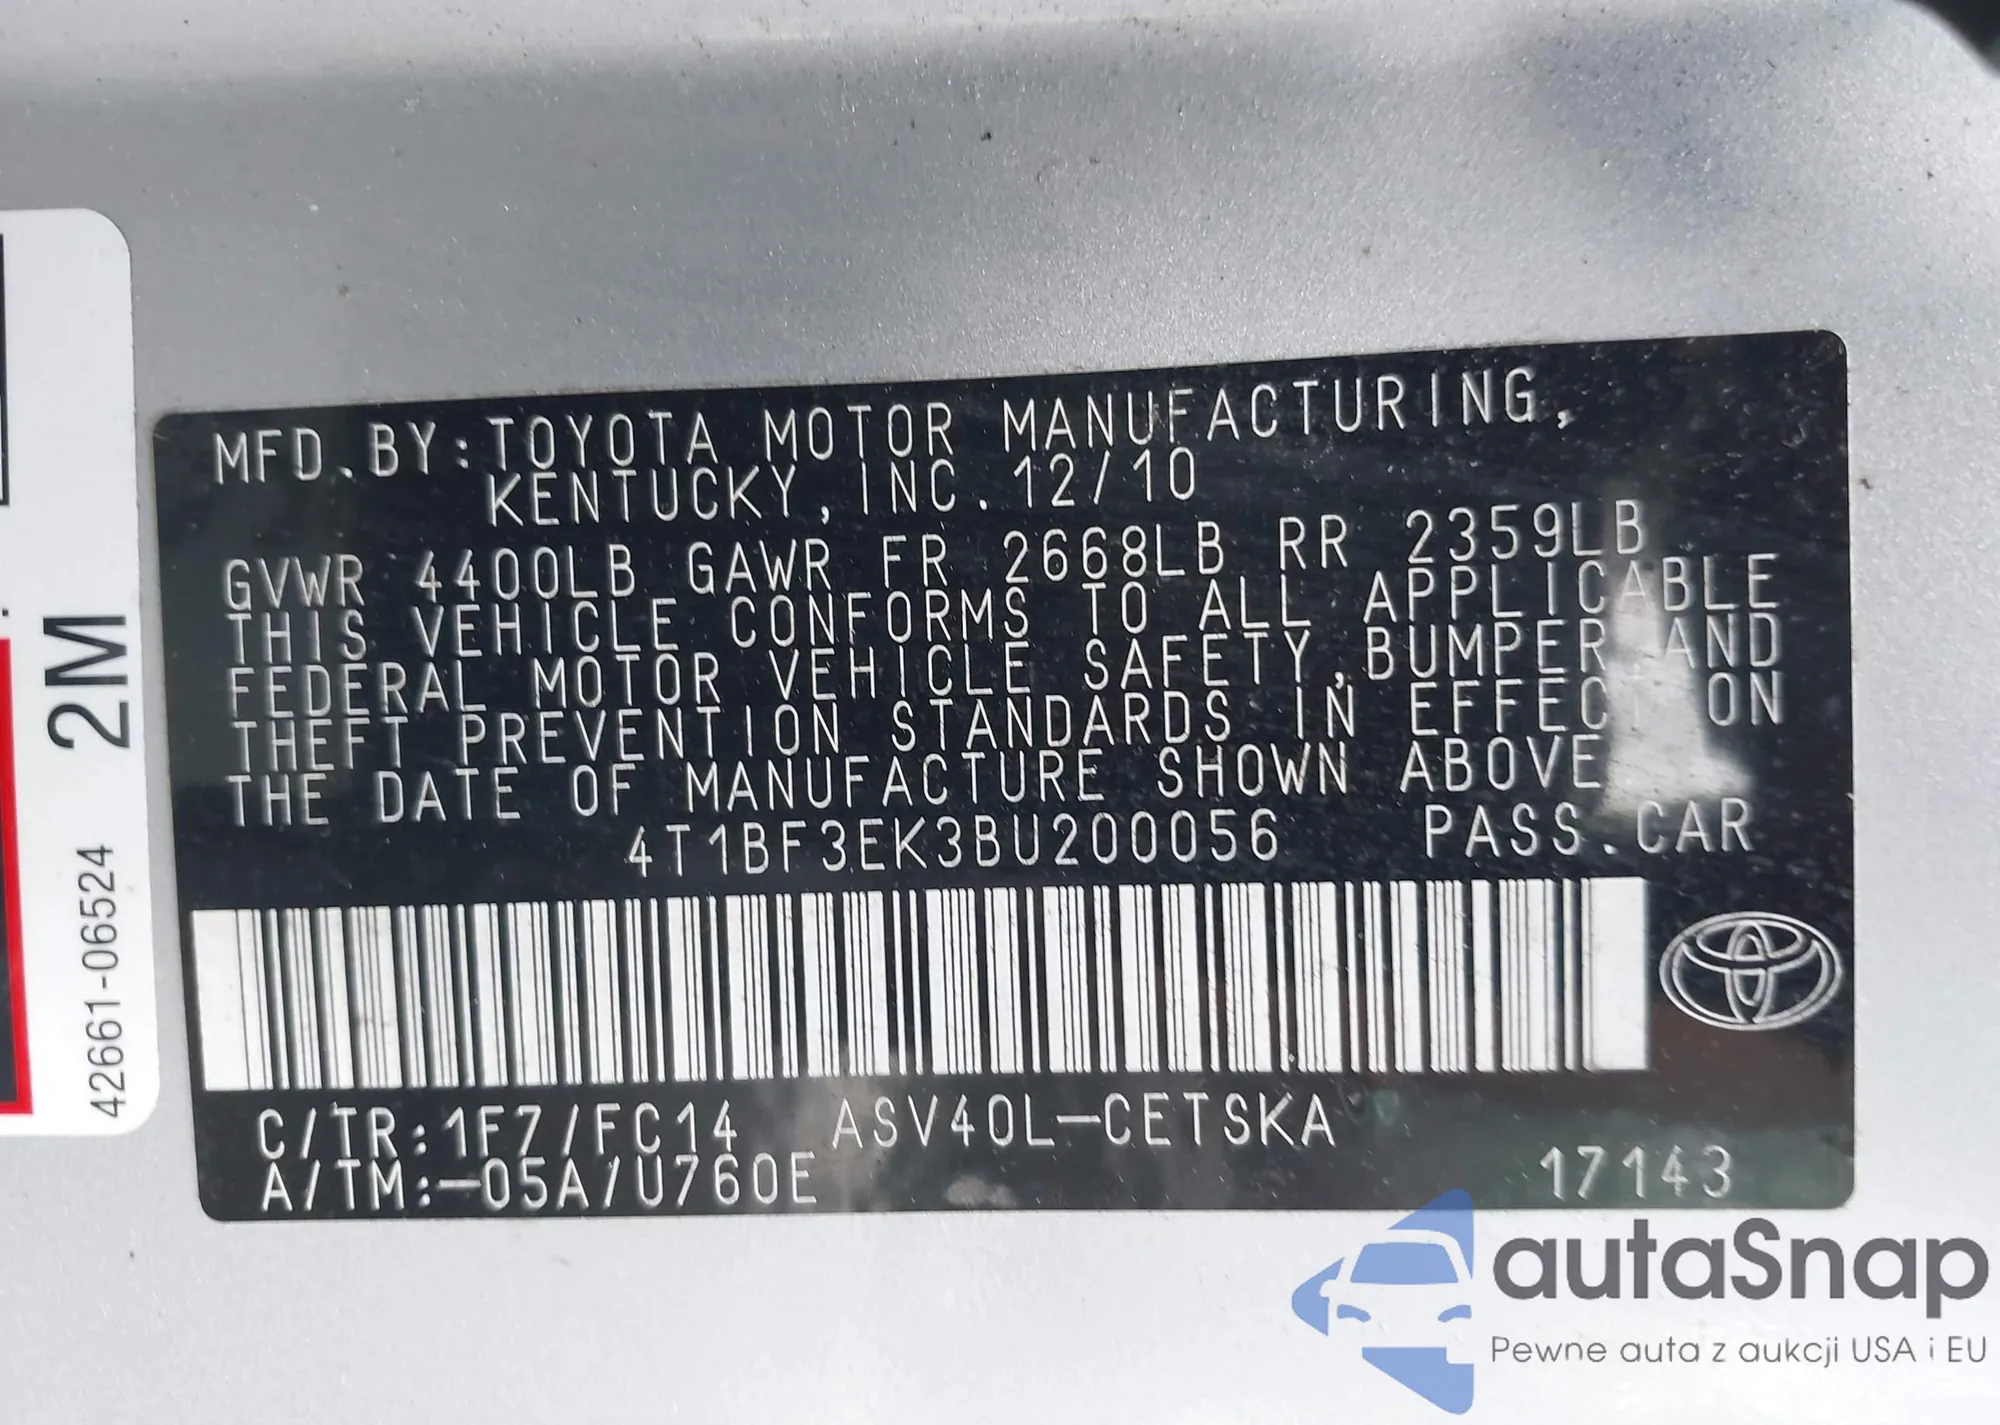 MFD.BY:TOYOTA MOTOR MANUFACTURING,
KENTUCKY, INC. 12/10
GVWR 4400LB GAWR FR 2668LB RR 2359LB
THIS VEHICLE CONFORMS TO ALL APPLICABLE
FEDERAL MOTOR VEHICLE SAFETY, BUMPER, AND
THEFT PREVENTION STANDARDS IN EFFECT ON
THE DATE OF MANUFACTURE SHOWN ABOVE
4T1BF3EK3BU200056 PASS.CAR
C/TR:1F7/FC14 ASV40L-CETSKA
A/TM:-05A/U760E 17143
42661-06524 2M
autaSnap
Pewne auta z aukcji USA i EU